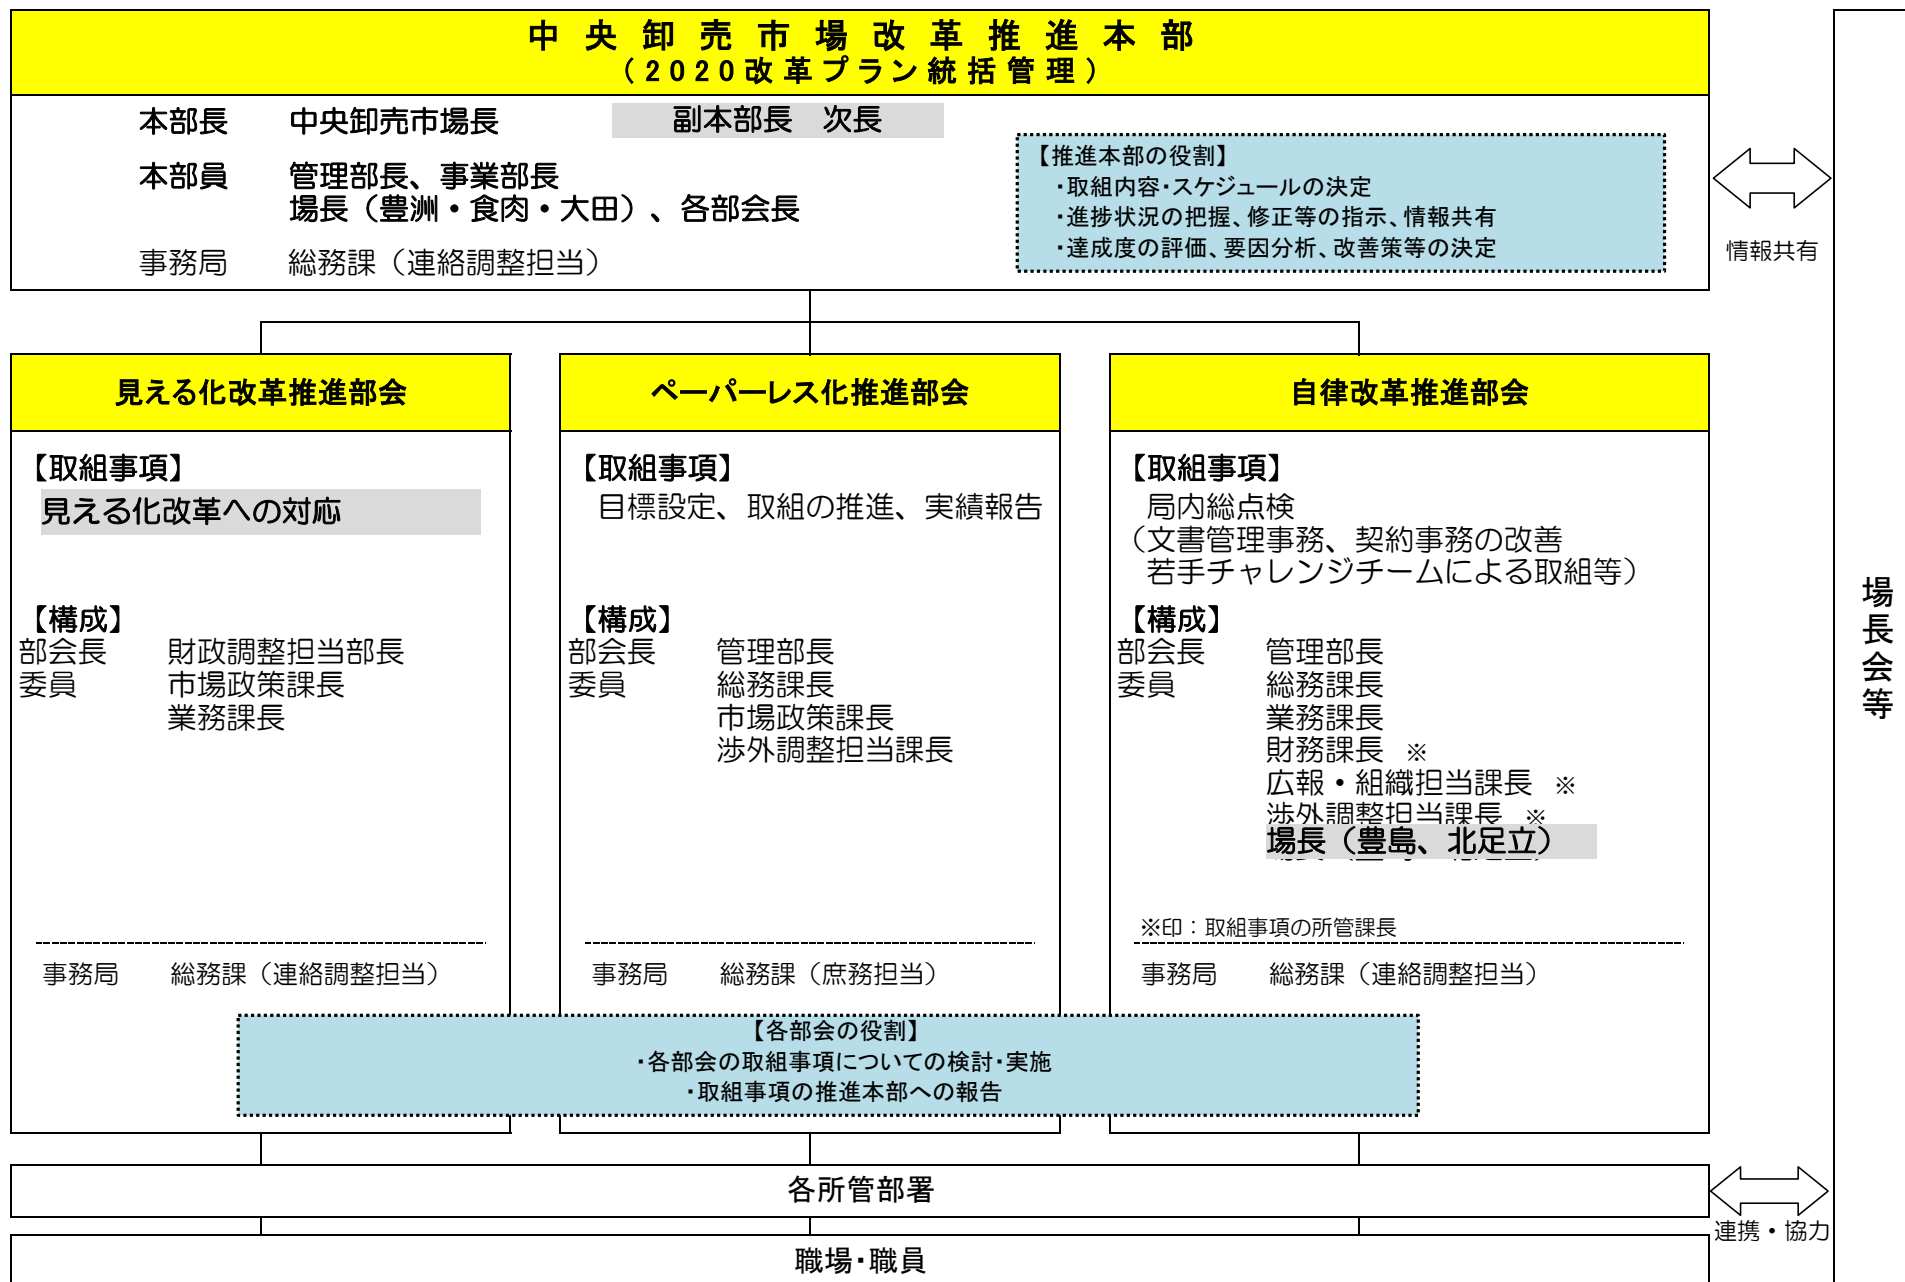 中央卸売市場改革推進本部
（2020改革プラン統括管理）
本部長　中央卸売市場長　副本部長　次長
本部員　管理部長、事業部長
場長（豊洲・食肉・大田）、各部会長
事務局　総務課（連絡調整担当）
【推進本部の役割】
・取組内容・スケジュールの決定
・進捗状況の把握、修正等の指示、情報共有
・達成度の評価、要因分析、改善策等の決定
情報共有
場長会等
見える化改革推進部会
【取組事項】
見える化改革への対応
【構成】
部会長　財政調整担当部長
委員　市場政策課長
業務課長
事務局　総務課（連絡調整担当）
ペーパーレス化推進部会
【取組事項】
目標設定、取組の推進、実績報告
【構成】
部会長　管理部長
委員　総務課長
市場政策課長
渉外調整担当課長
事務局　総務課（庶務担当）
自律改革推進部会
【取組事項】
局内総点検
（文書管理事務、契約事務の改善
若手チャレンジチームによる取組等）
【構成】
部会長　管理部長
委員　総務課長
業務課長
財務課長 ※
広報・組織担当課長 ※
渉外調整担当課長 ※
場長（豊島、北足立）
※印：取組事項の所管課長
事務局　総務課（連絡調整担当）
【各部会の役割】
・各部会の取組事項についての検討・実施
・取組事項の推進本部への報告
各所管部署
連携・協力
職場・職員